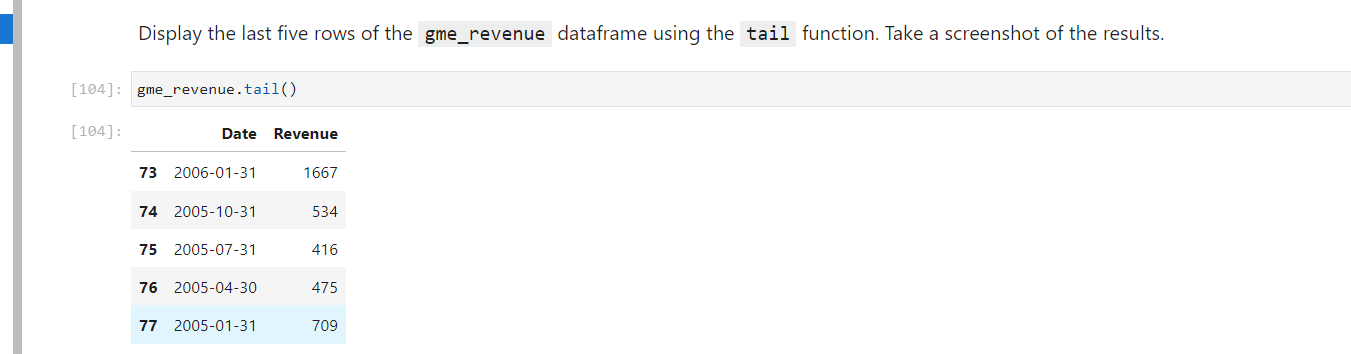 Display the last five rows of the gme_revenue dataframe using the tail function. Take a screenshot of the results.
[104]: gme_revenue.tail()
[104]:
Date Revenue
73 2006-01-31 1667
74 2005-10-31 534
75 2005-07-31 416
76 2005-04-30 475
77 2005-01-31 709